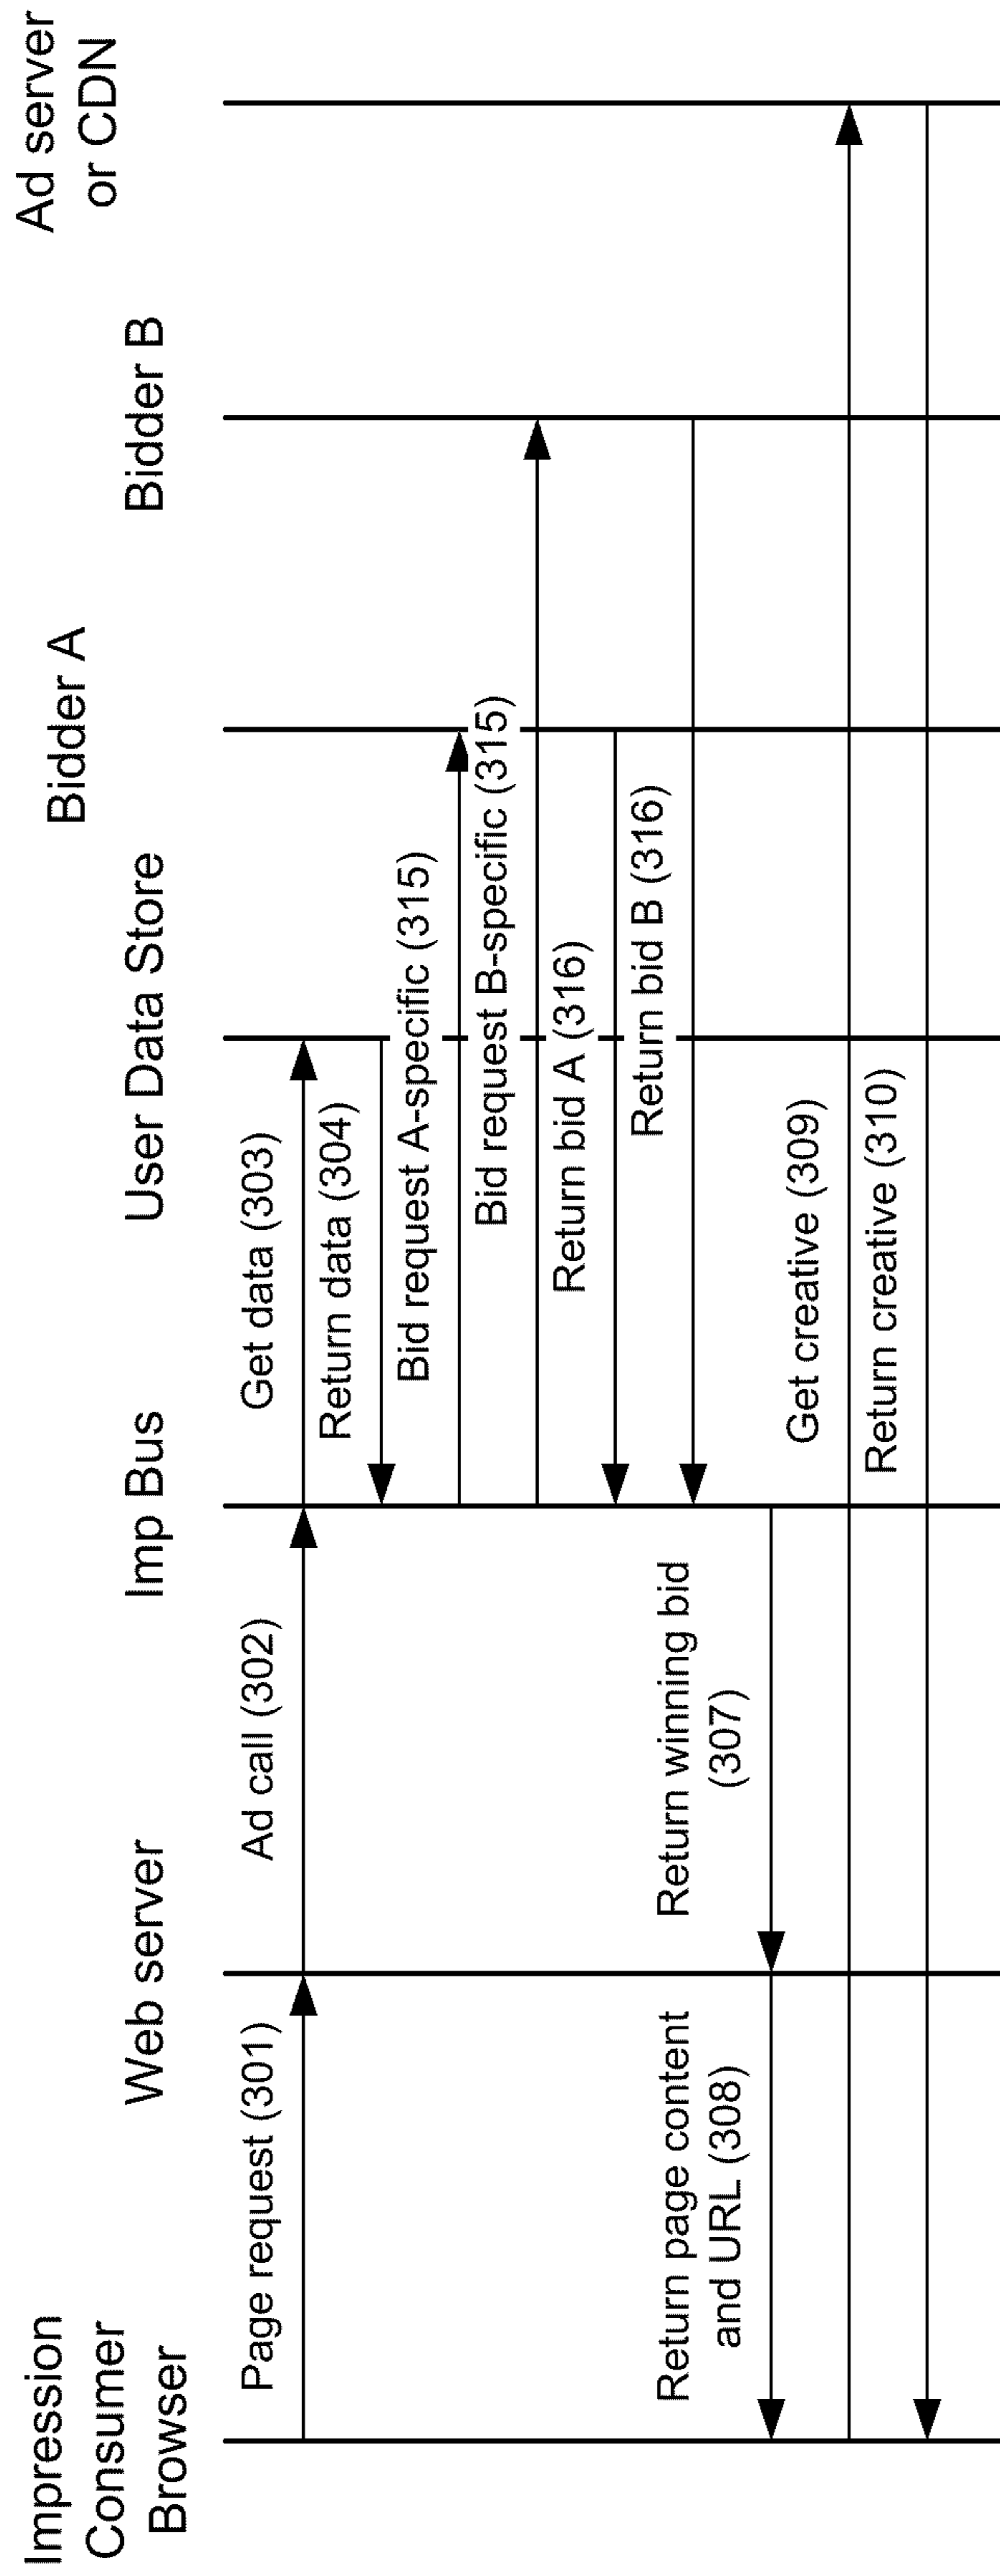 Impression
Consumer
Browser
Web server
Imp Bus
User Data Store
Bidder A
Bidder B
Ad server
or CDN
Page request (301)
Ad call (302)
Get data (303)
Return data (304)
Bid request A-specific (315)
Bid request B-specific (315)
Return bid A (316)
Return bid B (316)
Return winning bid
(307)
Return page content
and URL (308)
Get creative (309)
Return creative (310)